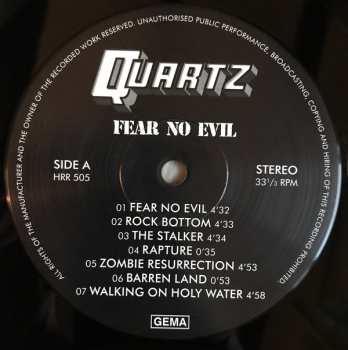 ALL RIGHTS OF THE MANUFACTURER AND THE OWNER OF THE RECORDED WORK RESERVED. UNAUTHORISED PUBLIC PERFORMANCE, BROADCASTING, COPYING AND HIRING OF THIS RECORDING PROHIBITED.
QUARTZ
FEAR NO EVIL
SIDE A
HRR 505
STEREO
33 1/3 RPM
01 FEAR NO EVIL 4'32
02 ROCK BOTTOM 4'33
03 THE STALKER 4'34
04 RAPTURE 0'35
05 ZOMBIE RESURRECTION 4'53
06 BARREN LAND 0'53
07 WALKING ON HOLY WATER 4'58
GEMA